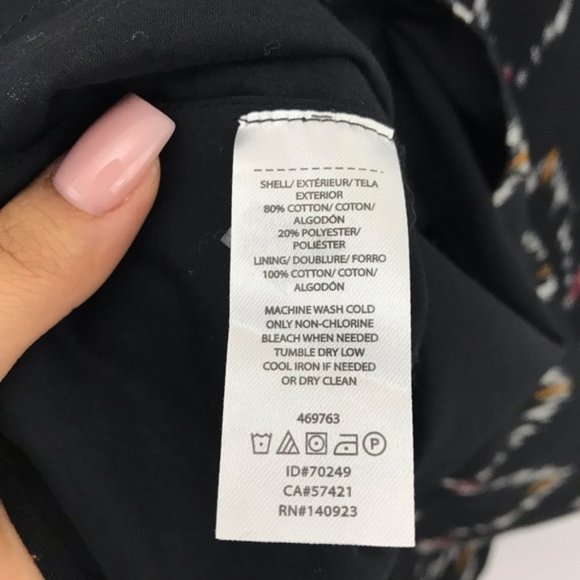 SHELL/ EXTÉRIEUR/ TELA
EXTERIOR
80% COTTON/ COTON/
ALGODÓN
20% POLYESTER/
POLIÉSTER
LINING/ DOUBLURE/ FORRO
100% COTTON/ COTON/
ALGODÓN
MACHINE WASH COLD
ONLY NON-CHLORINE
BLEACH WHEN NEEDED
TUMBLE DRY LOW
COOL IRON IF NEEDED
OR DRY CLEAN
469763
P
ID#70249
CA#57421
RN#140923